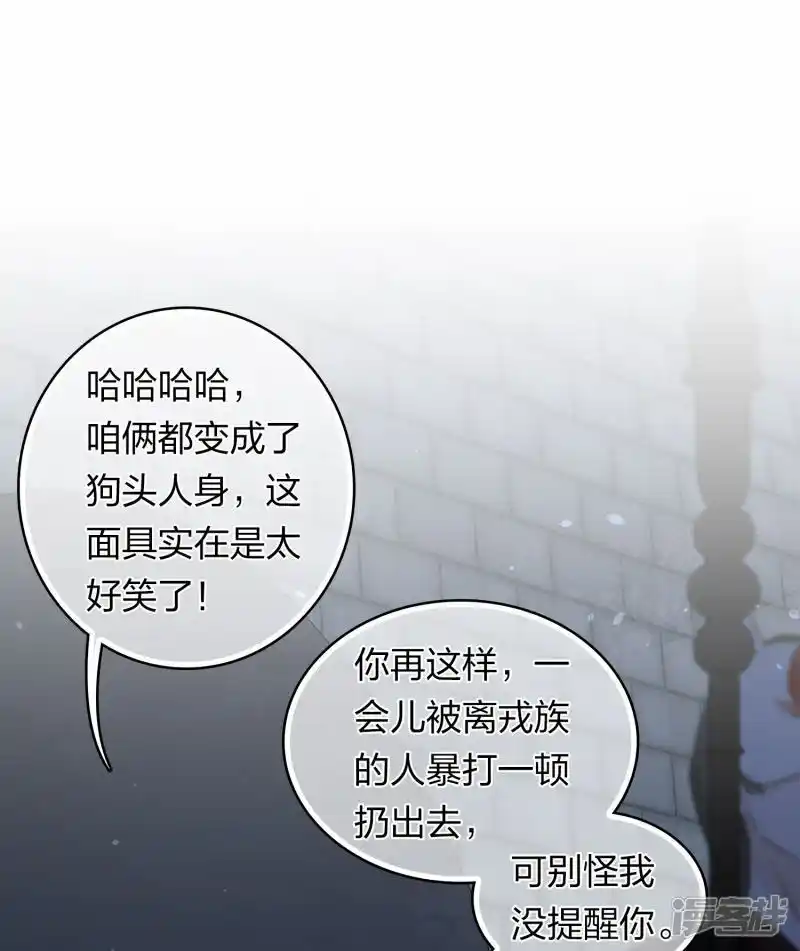 哈哈哈哈，
咱俩都变成了
狗头人身，这
面具实在是太
好笑了！
你再这样，一
会儿被离戎族
的人暴打一顿
扔出去，
可别怪我
没提醒你。
漫客栈